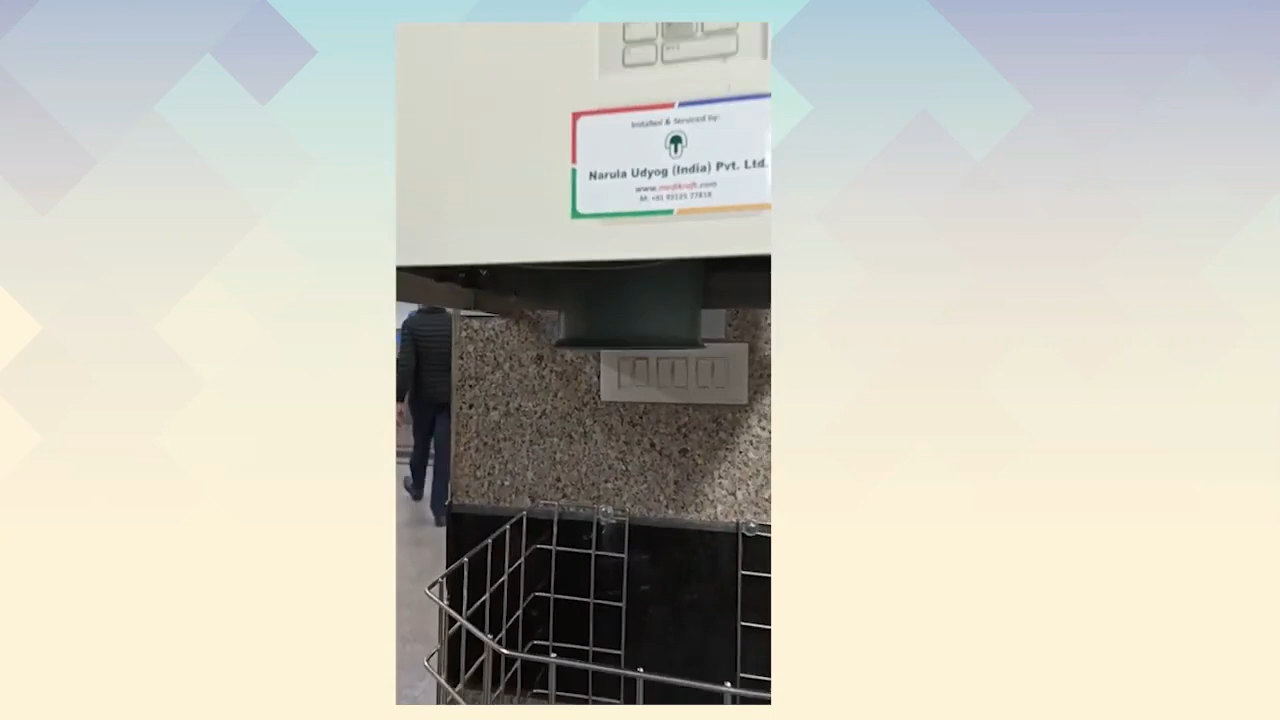 Installed & Serviced by:
Narula Udyog (India) Pvt. Ltd.
www.medikraft.com